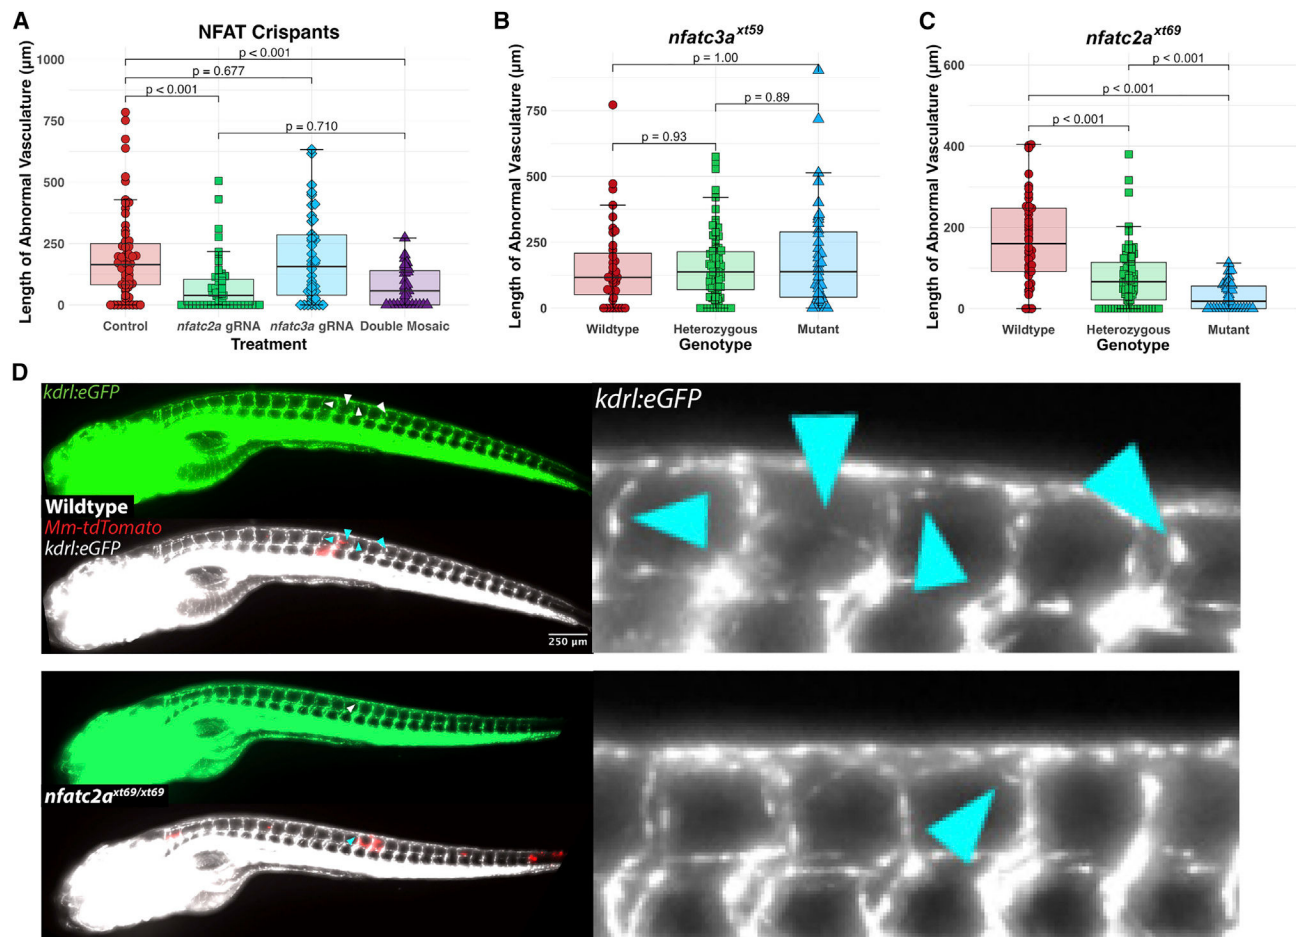 A
NFAT Crispants
Length of Abnormal Vasculature (µm)
1000
750
500
250
0
p < 0.001
p = 0.677
p < 0.001
p = 0.710
Control
nfatc2a gRNA
nfatc3a gRNA
Double Mosaic
Treatment
B
nfatc3a^xt59
Length of Abnormal Vasculature (µm)
750
500
250
0
p = 1.00
p = 0.89
p = 0.93
Wildtype
Heterozygous
Mutant
Genotype
C
nfatc2a^xt69
Length of Abnormal Vasculature (µm)
600
400
200
0
p < 0.001
p < 0.001
p < 0.001
Wildtype
Heterozygous
Mutant
Genotype
D
kdrl:eGFP
Wildtype
Mm-tdTomato
kdrl:eGFP
250 µm
kdrl:eGFP
nfatc2a^xt69/xt69